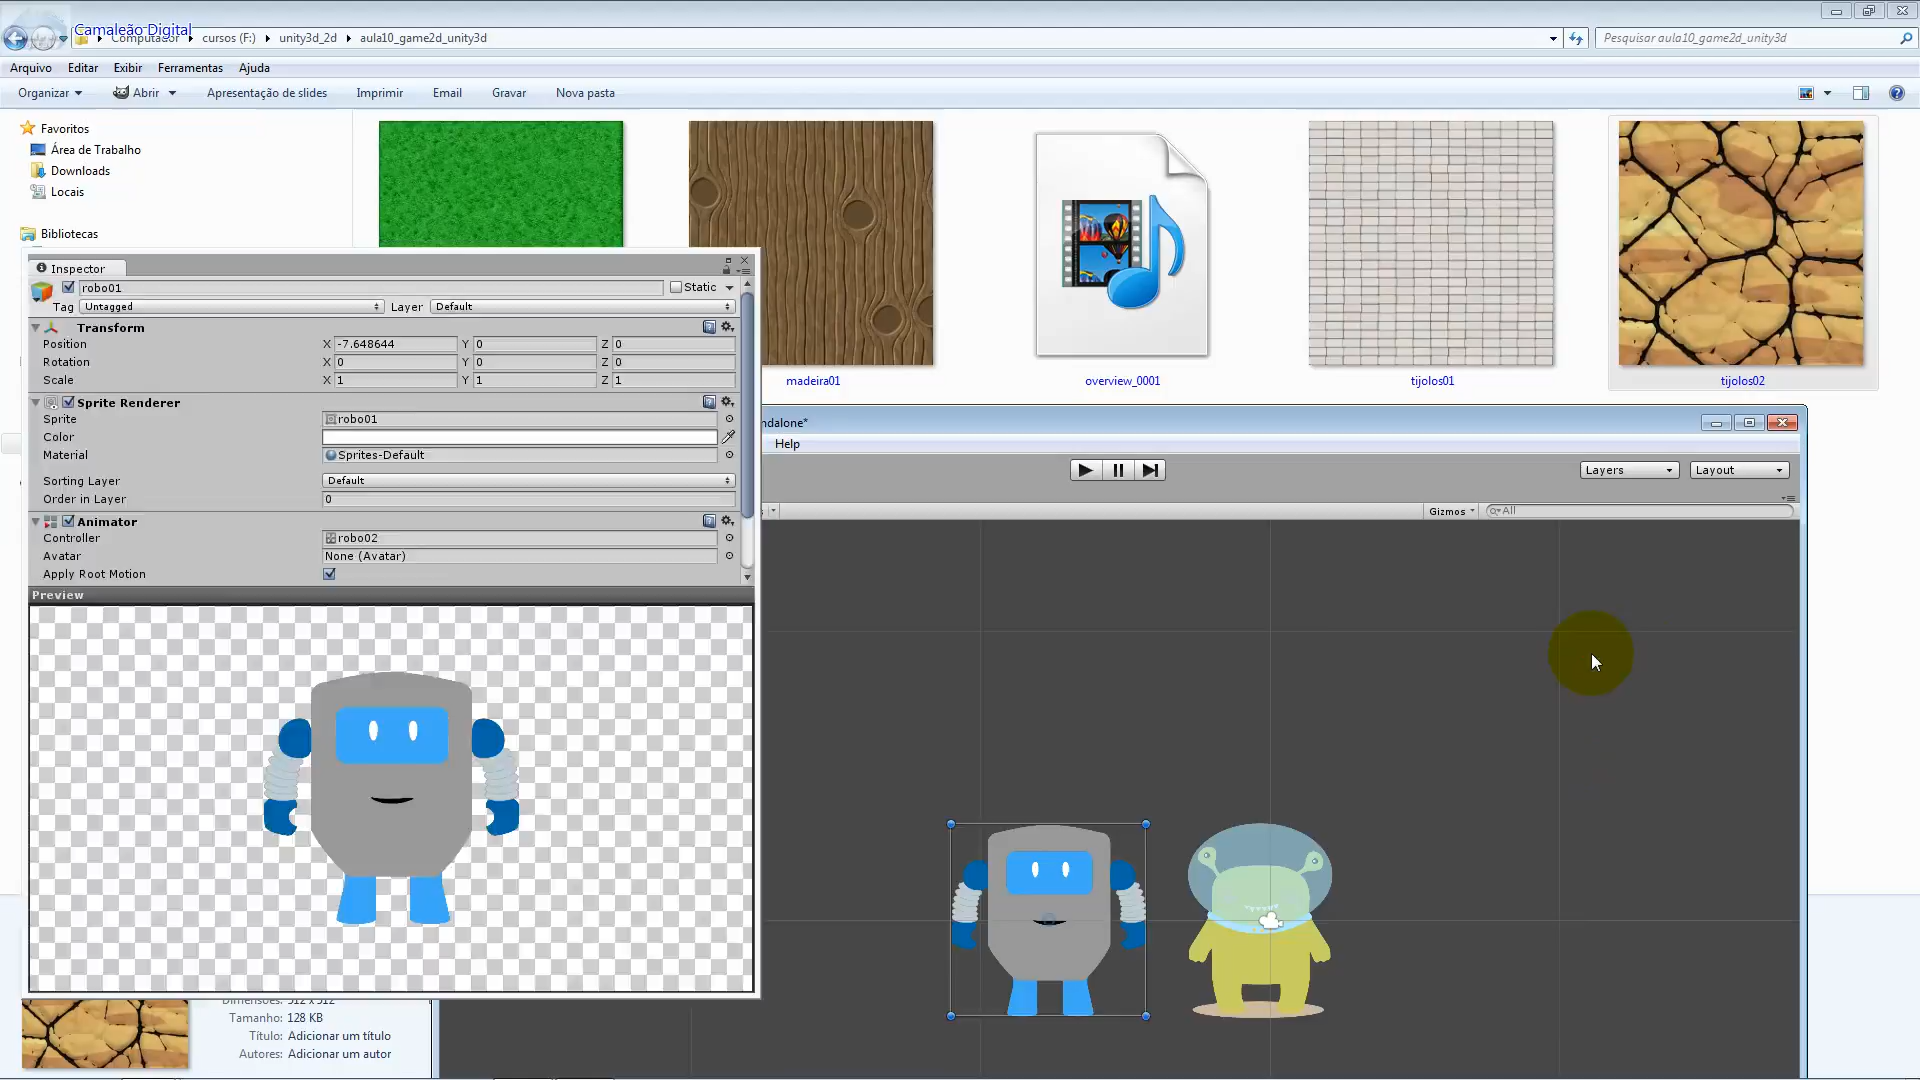 Camaleão Digital
Computador cursos (F:) unity3d_2d aula10_game2d_unity3d
Pesquisar aula10_game2d_unity3d
Arquivo Editar Exibir Ferramentas Ajuda
Organizar Abrir Apresentação de slides Imprimir Email Gravar Nova pasta
Favoritos
Área de Trabalho
Downloads
Locais
Bibliotecas
madeira01
overview_0001
tijolos01
tijolos02
Inspector
robo01
Static
Tag Untagged Layer Default
Transform
Position X -7.648644 Y 0 Z 0
Rotation X 0 Y 0 Z 0
Scale X 1 Y 1 Z 1
Sprite Renderer
Sprite robo01
Color
Material Sprites-Default
Sorting Layer Default
Order in Layer 0
Animator
Controller robo02
Avatar None (Avatar)
Apply Root Motion
Preview
ndalone*
Help
Layers Layout
Gizmos All
Dimensões: 512 x 512
Tamanho: 128 KB
Título: Adicionar um título
Autores: Adicionar um autor